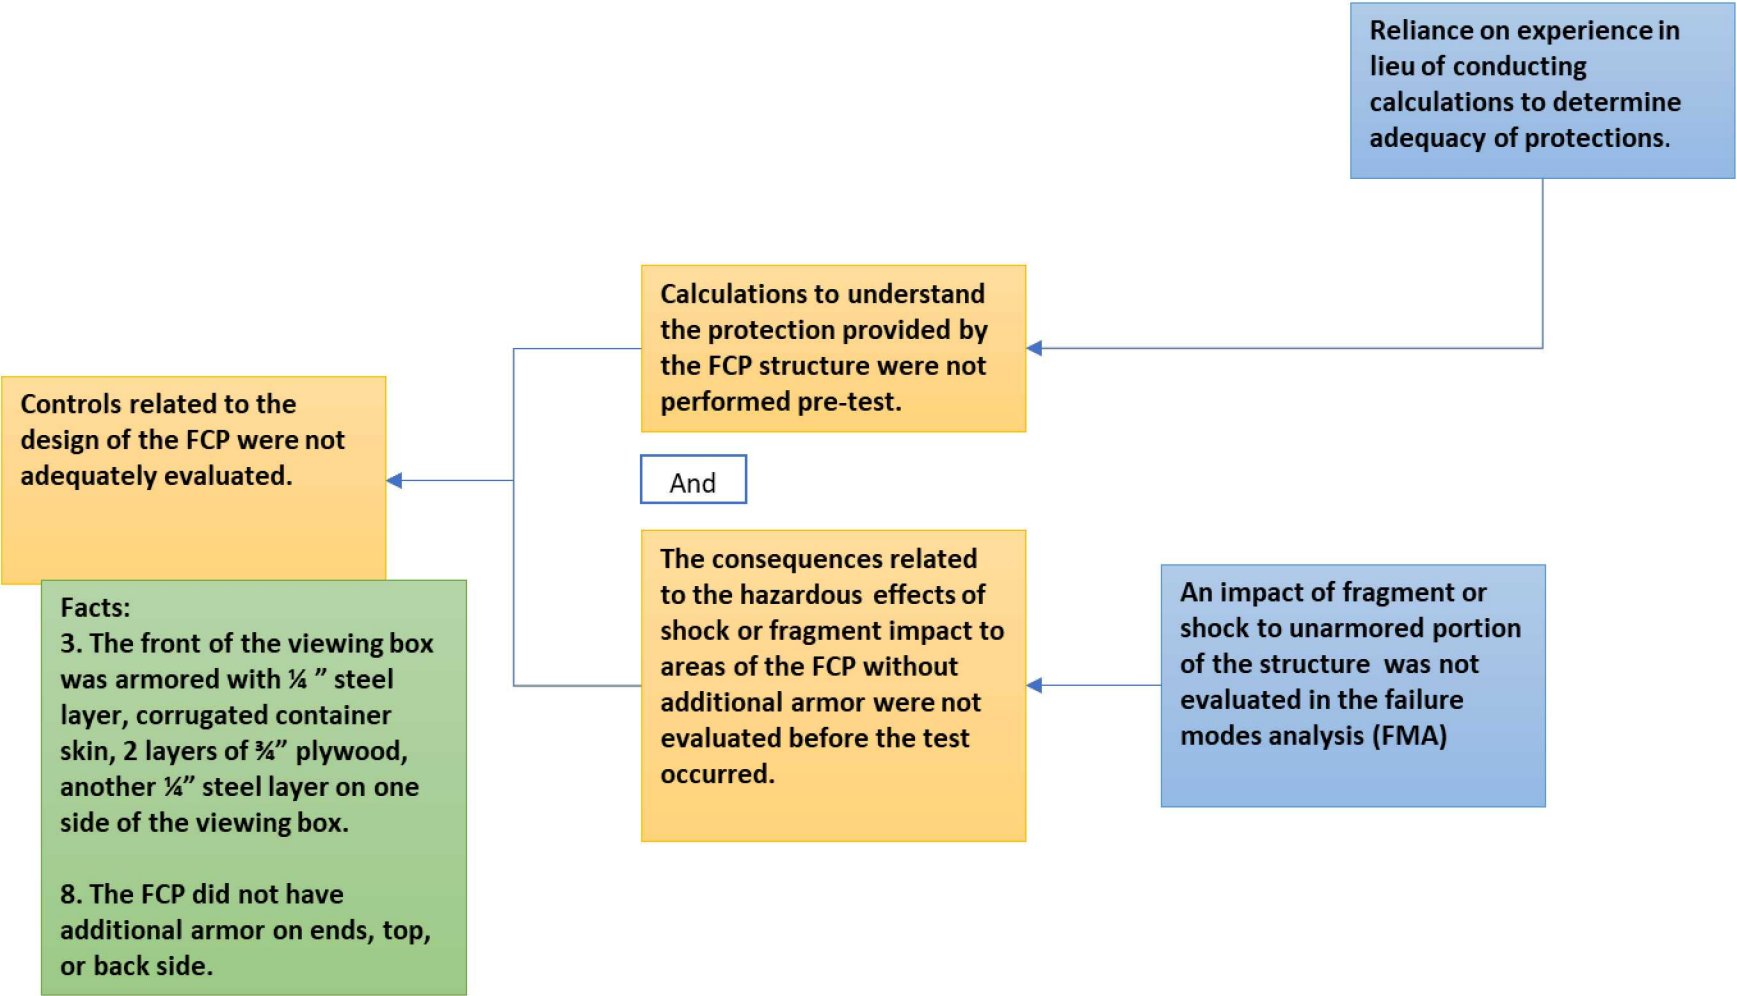 Reliance on experience in
lieu of conducting
calculations to determine
adequacy of protections.
Calculations to understand
the protection provided by
the FCP structure were not
performed pre-test.
Controls related to the
design of the FCP were not
adequately evaluated.
And
The consequences related
to the hazardous effects of
shock or fragment impact to
areas of the FCP without
additional armor were not
evaluated before the test
occurred.
An impact of fragment or
shock to unarmored portion
of the structure was not
evaluated in the failure
modes analysis (FMA)
Facts:
3. The front of the viewing box
was armored with ¼ ” steel
layer, corrugated container
skin, 2 layers of ¾” plywood,
another ¼” steel layer on one
side of the viewing box.
8. The FCP did not have
additional armor on ends, top,
or back side.